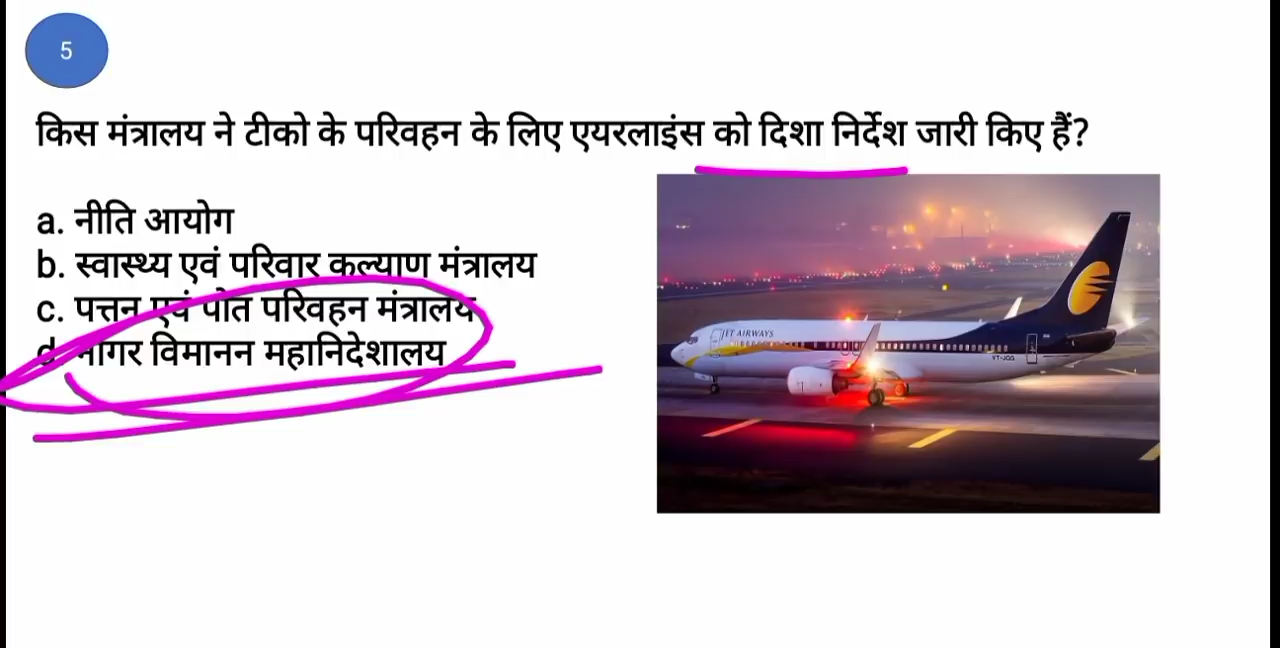 5
किस मंत्रालय ने टीको के परिवहन के लिए एयरलाइंस को दिशा निर्देश जारी किए हैं?
a. नीति आयोग
b. स्वास्थ्य एवं परिवार कल्याण मंत्रालय
c. पत्तन एवं पोत परिवहन मंत्रालय
d. नागर विमानन महानिदेशालय
JET AIRWAYS